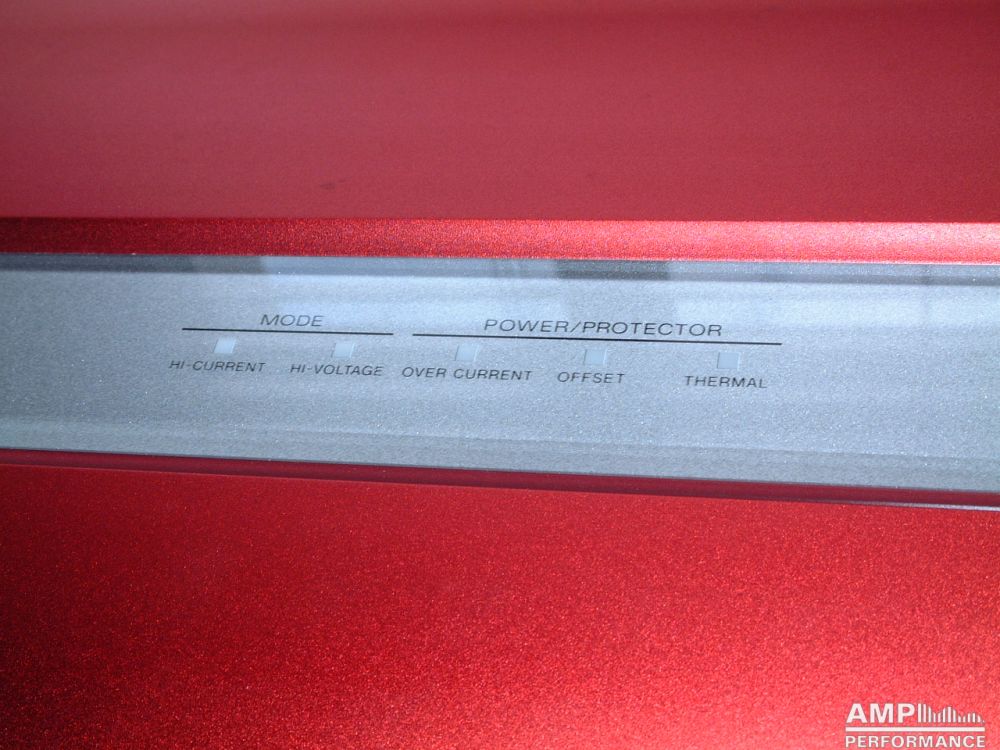 MODE POWER/PROTECTOR
HI-CURRENT HI-VOLTAGE OVER CURRENT OFFSET THERMAL
AMP
PERFORMANCE